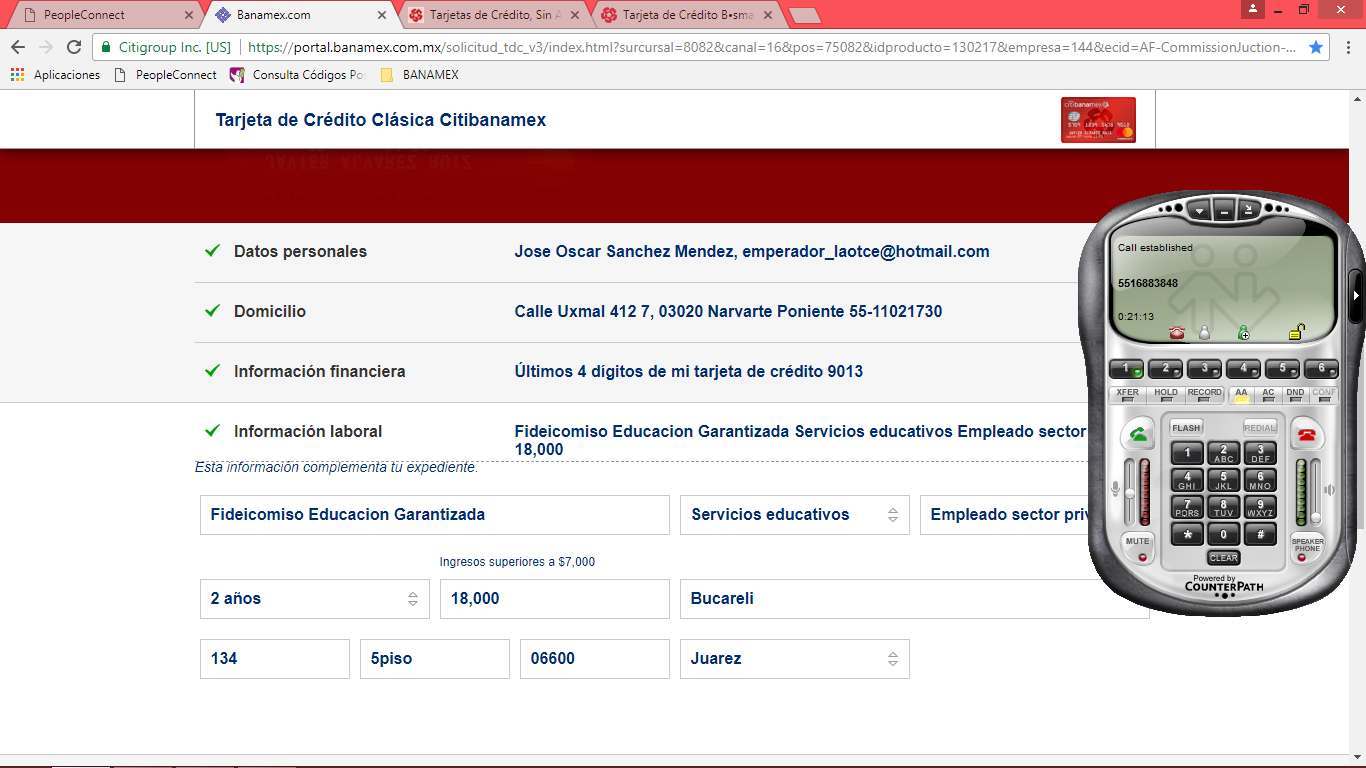 PeopleConnect
Banamex.com
Tarjetas de Crédito, Sin A
Tarjeta de Crédito B•sma
Citigroup Inc. [US]
https://portal.banamex.com.mx/solicitud_tdc_v3/index.html?surcursal=8082&canal=16&pos=75082&idproducto=130217&empresa=144&ecid=AF-CommissionJuction-...
Aplicaciones
PeopleConnect
Consulta Códigos Pos
BANAMEX
Tarjeta de Crédito Clásica Citibanamex
citibanamex
JAVIER ALVAREZ RUIZ
Datos personales
Jose Oscar Sanchez Mendez, emperador_laotce@hotmail.com
Domicilio
Calle Uxmal 412 7, 03020 Narvarte Poniente 55-11021730
Información financiera
Últimos 4 dígitos de mi tarjeta de crédito 9013
Información laboral
Fideicomiso Educacion Garantizada Servicios educativos Empleado sector
18,000
Esta información complementa tu expediente.
Fideicomiso Educacion Garantizada
Servicios educativos
Empleado sector priv
Ingresos superiores a $7,000
2 años
18,000
Bucareli
134
5piso
06600
Juarez
Call established
5516883848
0:21:13
1 2 3 4 5 6
XFER HOLD RECORD AA AC DND CONF
FLASH REDIAL
1 2 ABC 3 DEF
4 GHI 5 JKL 6 MNO
7 PQRS 8 TUV 9 WXYZ
* 0 #
MUTE
SPEAKER PHONE
CLEAR
Powered by
COUNTERPATH